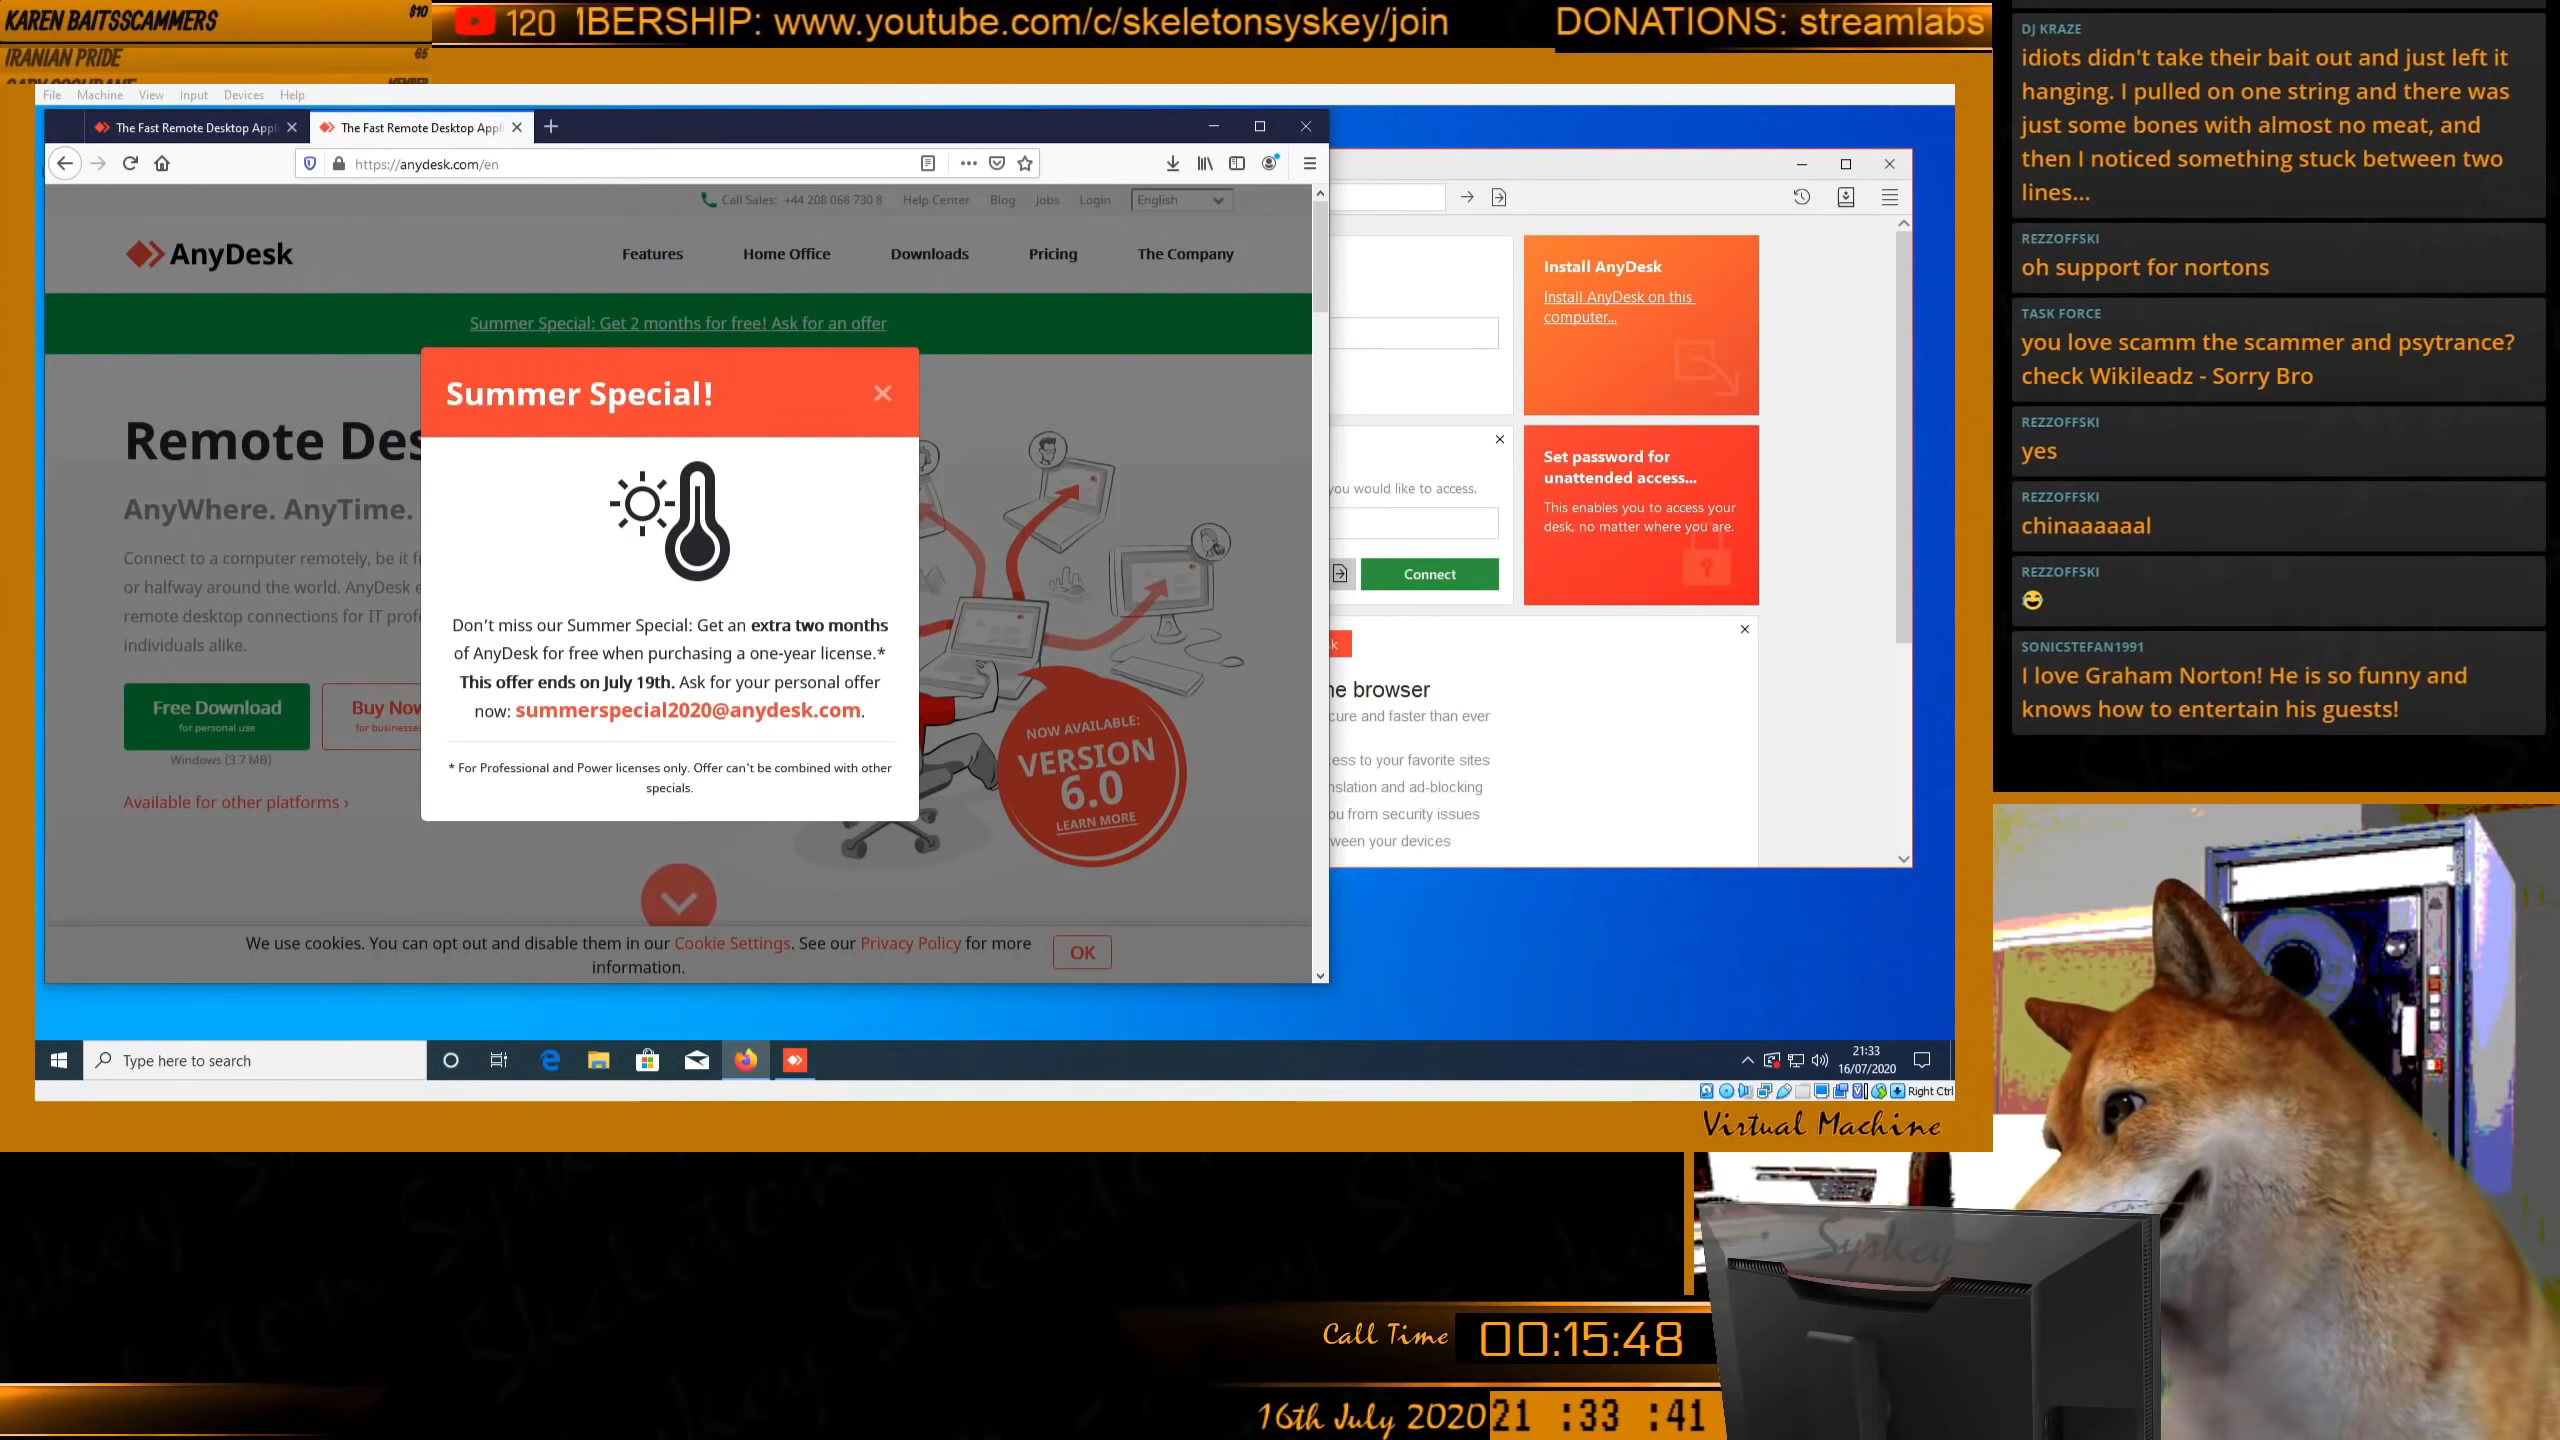 KAREN BAITSSCAMMERS $10
IRANIAN PRIDE €5
MEMBER
120
BERSHIP: www.youtube.com/c/skeletonsyskey/join
DONATIONS: streamlabs
File Machine View Input Devices Help
The Fast Remote Desktop Appli
The Fast Remote Desktop Appli
https://anydesk.com/en
Call Sales: +44 208 068 730 8 Help Center Blog Jobs Login English
AnyDesk
Features Home Office Downloads Pricing The Company
Summer Special: Get 2 months for free! Ask for an offer
Remote Des
AnyWhere. AnyTime.
Connect to a computer remotely, be it f
or halfway around the world. AnyDesk e
remote desktop connections for IT profe
individuals alike.
Free Download
for personal use
Buy Now
for businesses
Windows (3.7 MB)
Available for other platforms ›
Summer Special!
Don't miss our Summer Special: Get an extra two months
of AnyDesk for free when purchasing a one-year license.*
This offer ends on July 19th. Ask for your personal offer
now: summerspecial2020@anydesk.com.
* For Professional and Power licenses only. Offer can't be combined with other
specials.
NOW AVAILABLE:
VERSION
6.0
LEARN MORE
We use cookies. You can opt out and disable them in our Cookie Settings. See our Privacy Policy for more
information.
OK
Install AnyDesk
Install AnyDesk on this
computer...
Set password for
unattended access...
This enables you to access your
desk, no matter where you are.
you would like to access.
Connect
sk
he browser
cure and faster than ever
cess to your favorite sites
nslation and ad-blocking
ou from security issues
ween your devices
Type here to search
21:33
16/07/2020
Right Ctrl
Virtual Machine
DJ KRAZE
idiots didn't take their bait out and just left it
hanging. I pulled on one string and there was
just some bones with almost no meat, and
then I noticed something stuck between two
lines...
REZZOFFSKI
oh support for nortons
TASK FORCE
you love scamm the scammer and psytrance?
check Wikileadz - Sorry Bro
REZZOFFSKI
yes
REZZOFFSKI
chinaaaaaal
REZZOFFSKI
SONICSTEFAN1991
I love Graham Norton! He is so funny and
knows how to entertain his guests!
Syskey
Call Time 00:15:48
16th July 2020 21 :33 :41